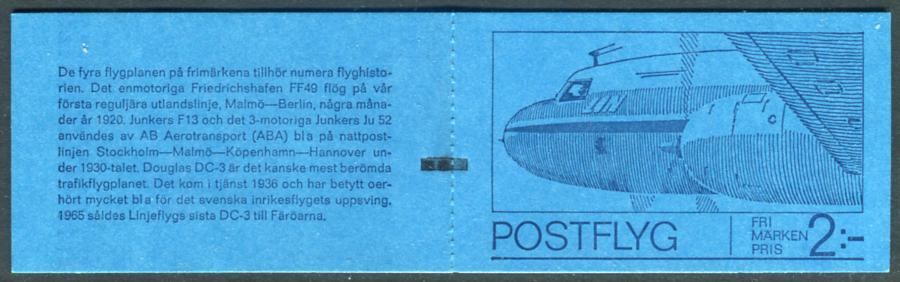 De fyra flygplanen på frimärkena tillhör numera flyghisto-
rien. Det enmotoriga Friedrichshafen FF49 flög på vår
första reguljära utlandslinje, Malmö—Berlin, några måna-
der år 1920. Junkers F13 och det 3-motoriga Junkers Ju 52
användes av AB Aerotransport (ABA) bl a på nattpost-
linjen Stockholm—Malmö—Köpenhamn—Hannover un-
der 1930-talet. Douglas DC-3 är det kanske mest berömda
trafikflygplanet. Det kom i tjänst 1936 och har betytt oer-
hört mycket bl a för det svenska inrikesflygets uppsving.
1965 såldes Linjeflygs sista DC-3 till Färöarna.
POSTFLYG
FRI
MÄRKEN
PRIS
2:-